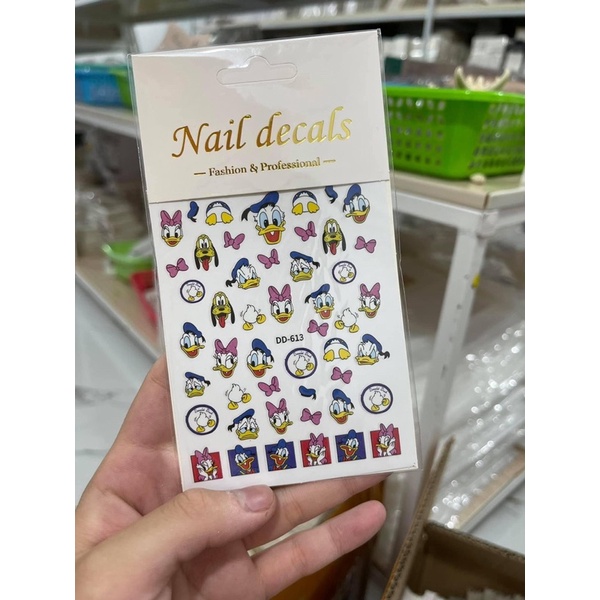 Nail decals
— Fashion & Professional —
DD-613